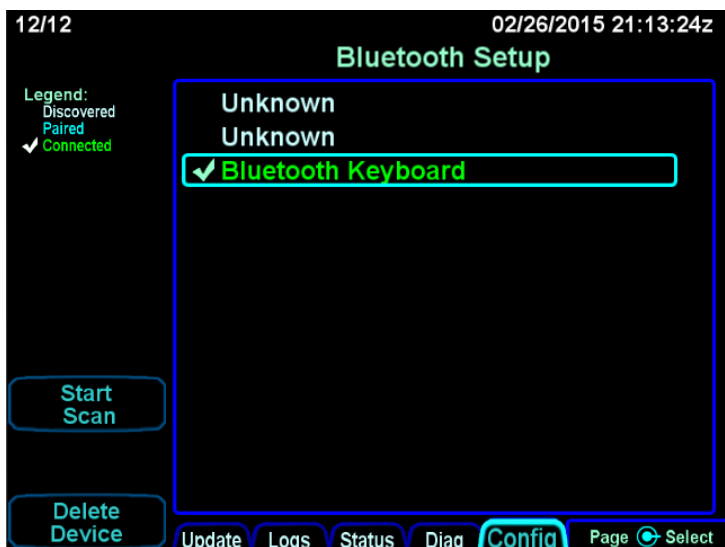 12/12 02/26/2015 21:13:24z
Bluetooth Setup
Legend:
Discovered
Paired
Connected
Unknown
Unknown
Bluetooth Keyboard
Start
Scan
Delete
Device
Update Logs Status Diag Config Page Select